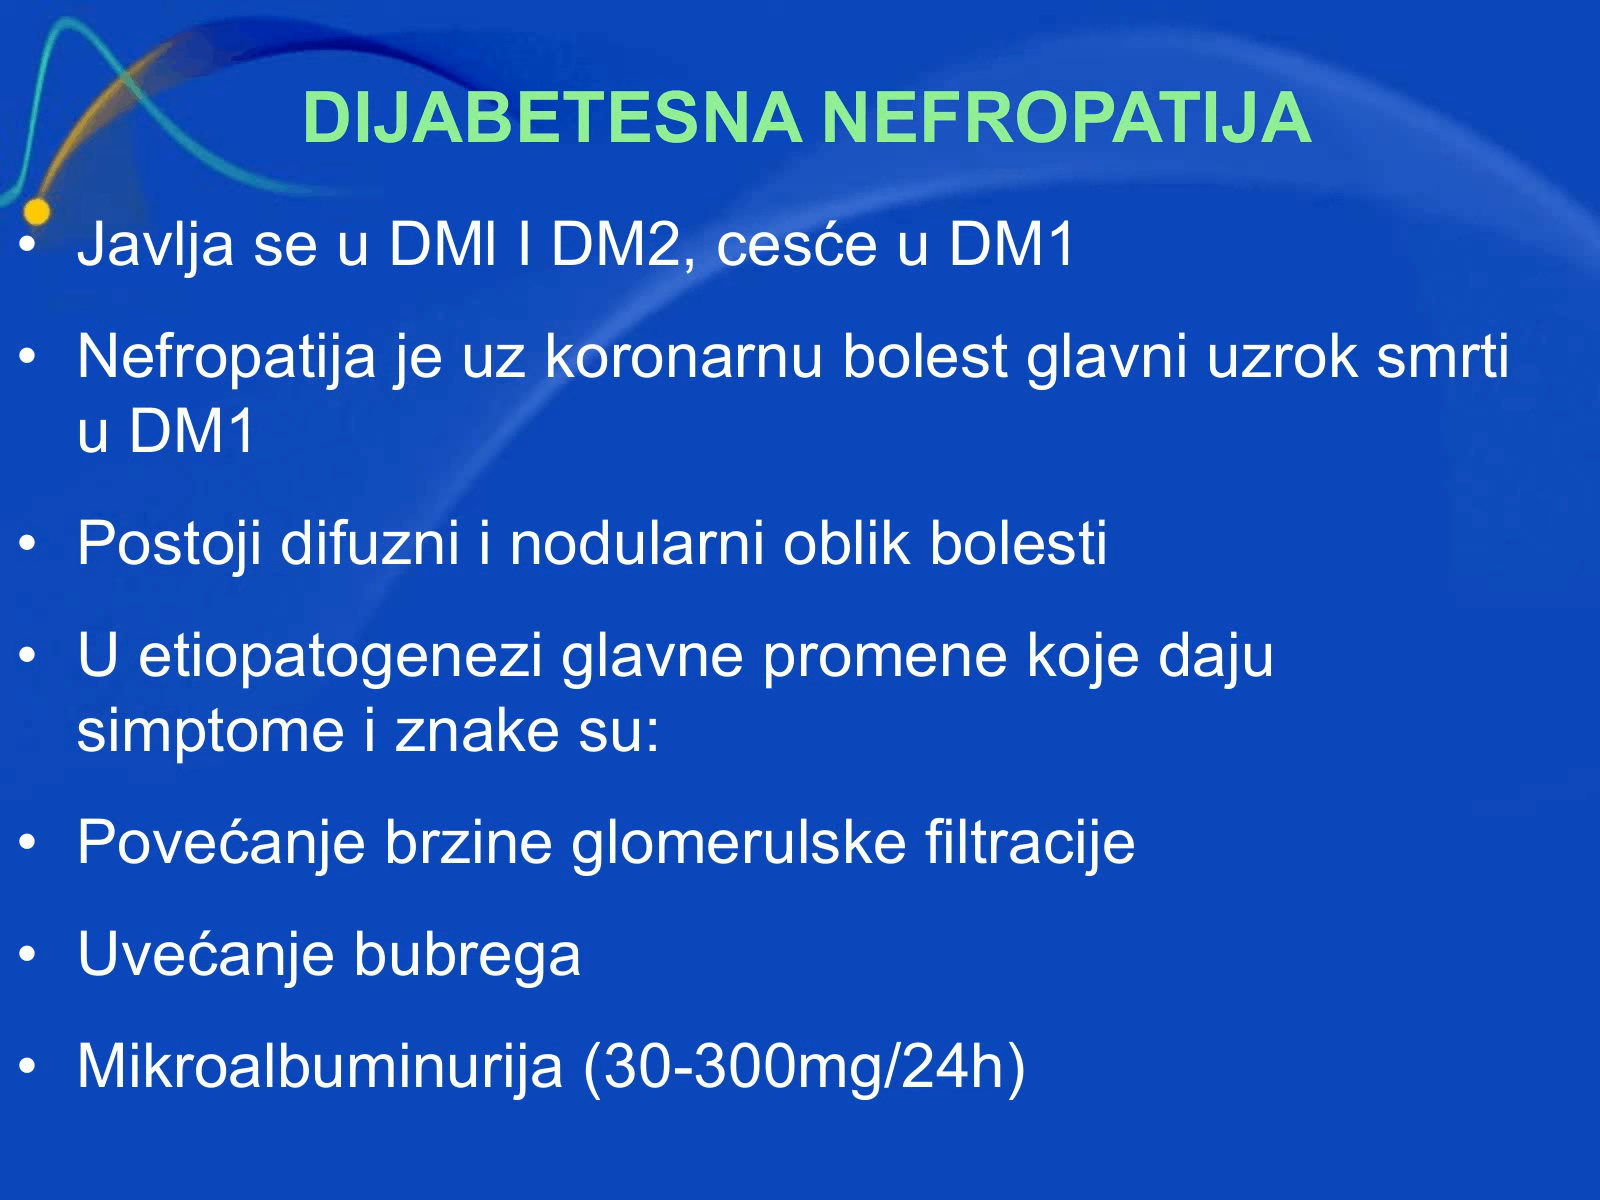 DIJABETESNA NEFROPATIJA
• Javlja se u DMl I DM2, cesće u DM1
• Nefropatija je uz koronarnu bolest glavni uzrok smrti
u DM1
• Postoji difuzni i nodularni oblik bolesti
• U etiopatogenezi glavne promene koje daju
simptome i znake su:
• Povećanje brzine glomerulske filtracije
• Uvećanje bubrega
• Mikroalbuminurija (30-300mg/24h)